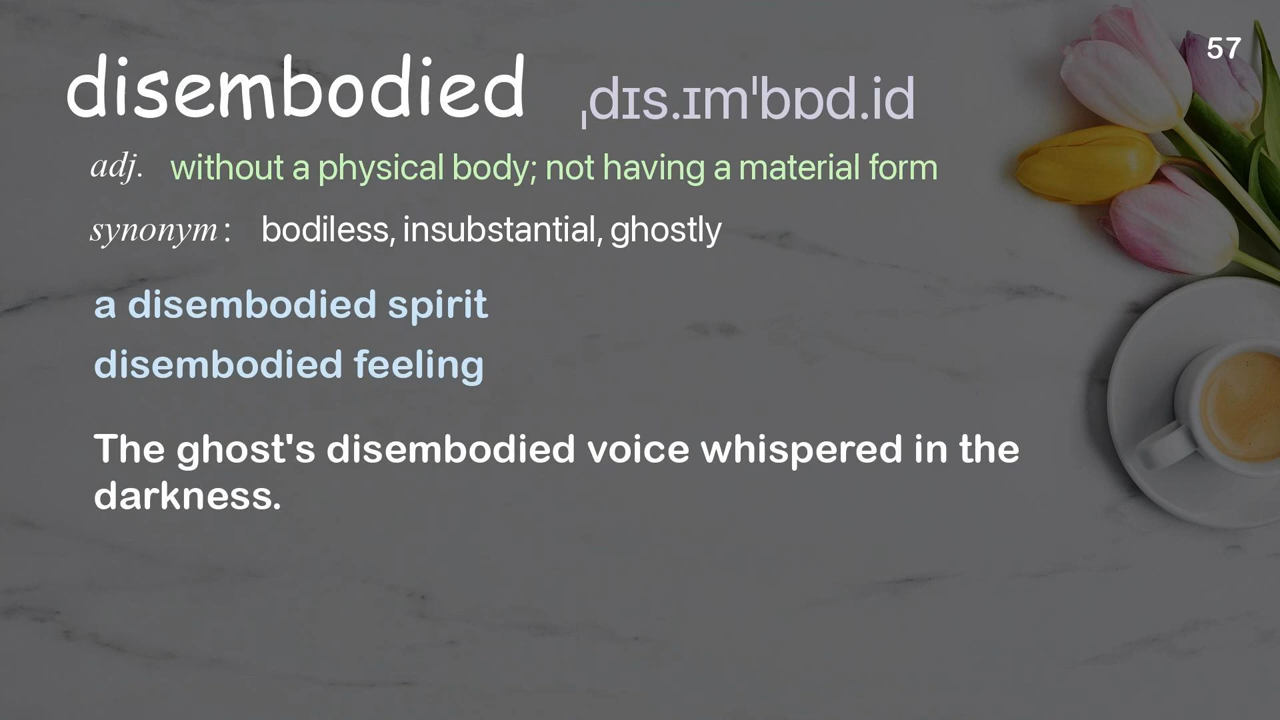 57
disembodied ˌdɪs.ɪmˈbɒd.id
adj. without a physical body; not having a material form
synonym: bodiless, insubstantial, ghostly
a disembodied spirit
disembodied feeling
The ghost's disembodied voice whispered in the
darkness.